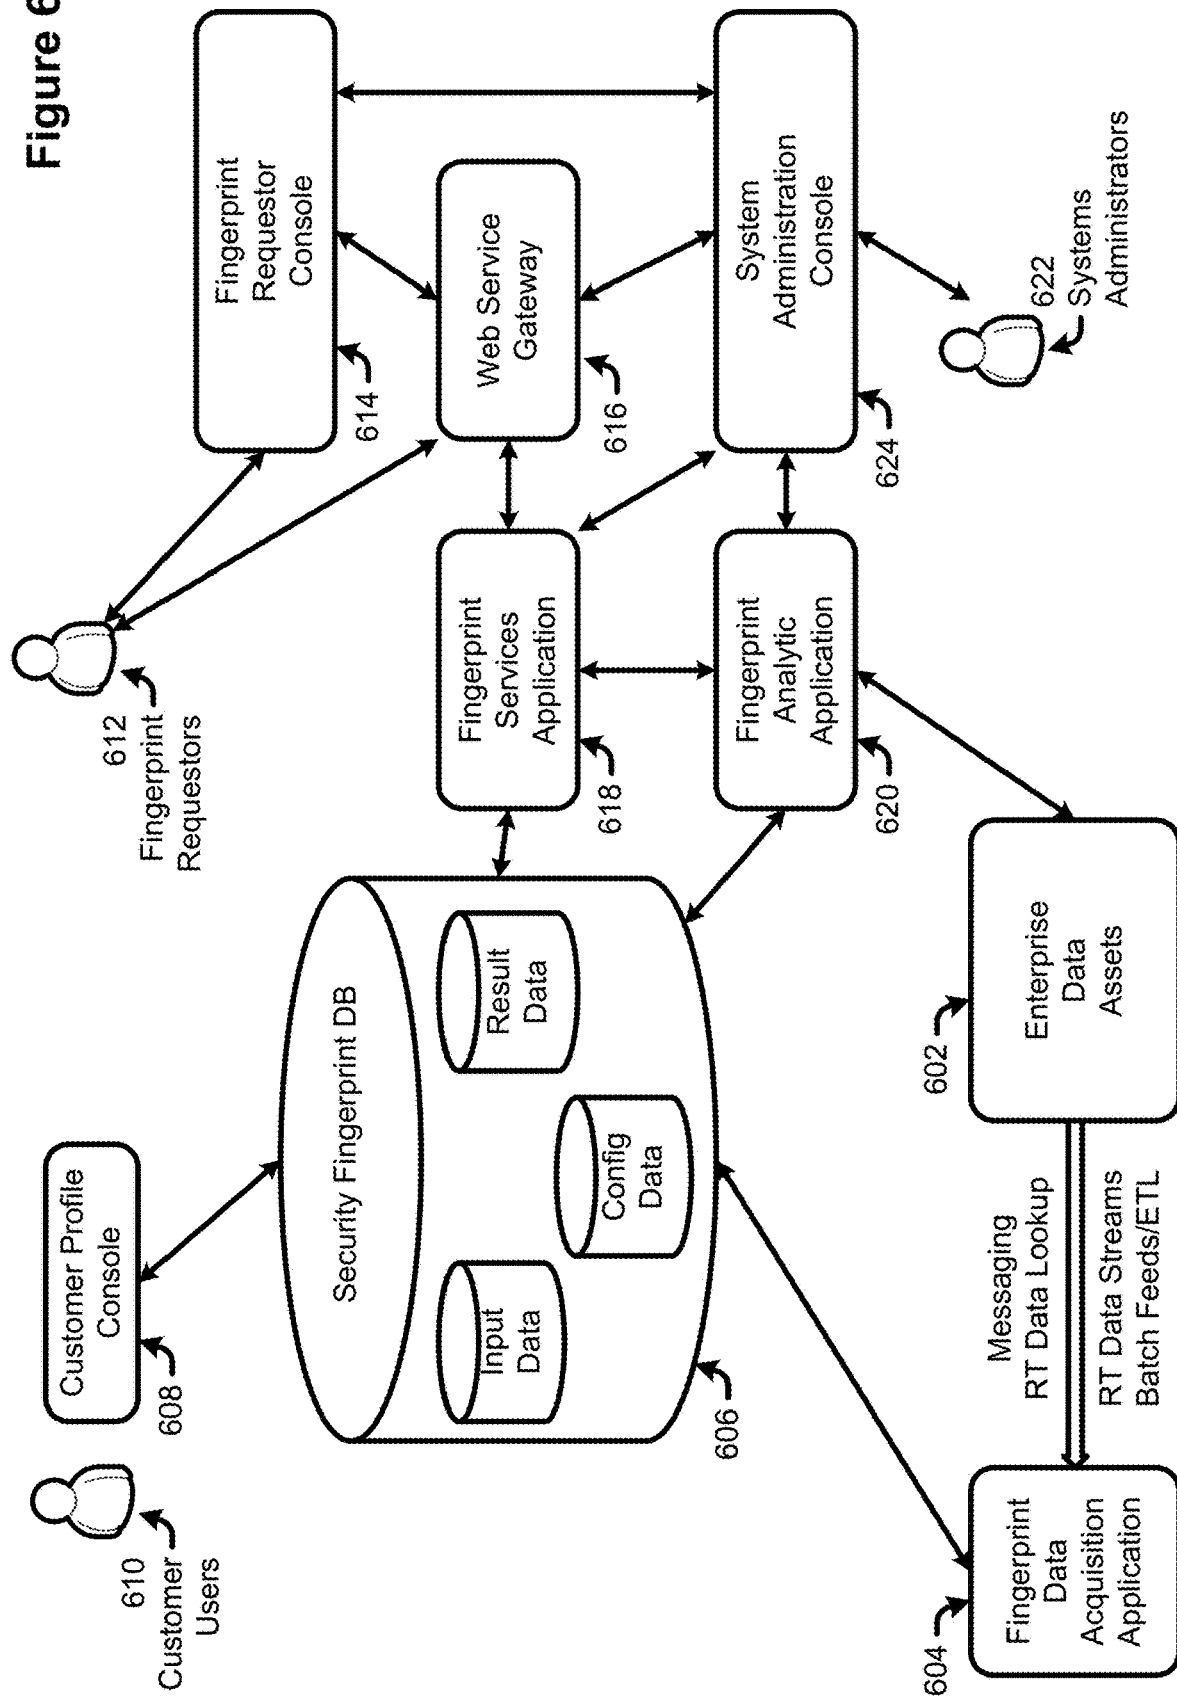 Figure 6
610
Customer
Users
Customer Profile
Console
608
612
Fingerprint
Requestors
Fingerprint
Requestor
Console
614
Security Fingerprint DB
Input
Data
Config
Data
Result
Data
606
Fingerprint
Services
Application
618
Web Service
Gateway
616
Fingerprint
Analytic
Application
620
System
Administration
Console
624
622
Systems
Administrators
604
Fingerprint
Data
Acquisition
Application
Messaging
RT Data Lookup
RT Data Streams
Batch Feeds/ETL
602
Enterprise
Data
Assets